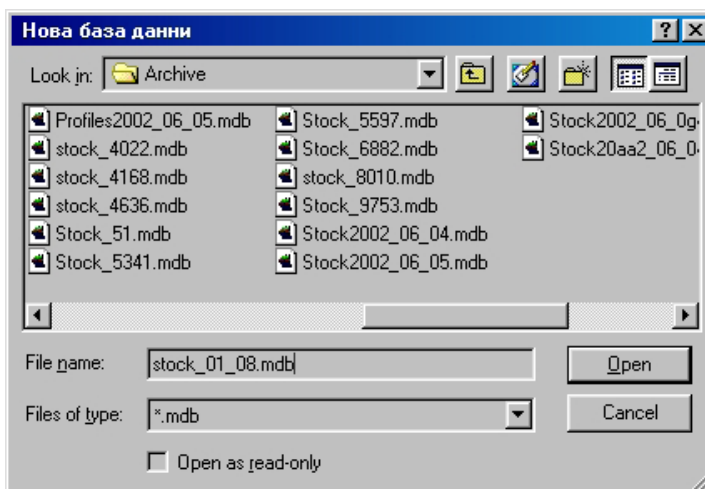 Нова база данни
Look in: Archive
Profiles2002_06_05.mdb Stock_5597.mdb Stock2002_06_0g
stock_4022.mdb Stock_6882.mdb Stock20aa2_06_0
stock_4168.mdb stock_8010.mdb
stock_4636.mdb Stock_9753.mdb
Stock_51.mdb Stock2002_06_04.mdb
Stock_5341.mdb Stock2002_06_05.mdb
File name: stock_01_08.mdb Open
Files of type: *.mdb Cancel
Open as read-only